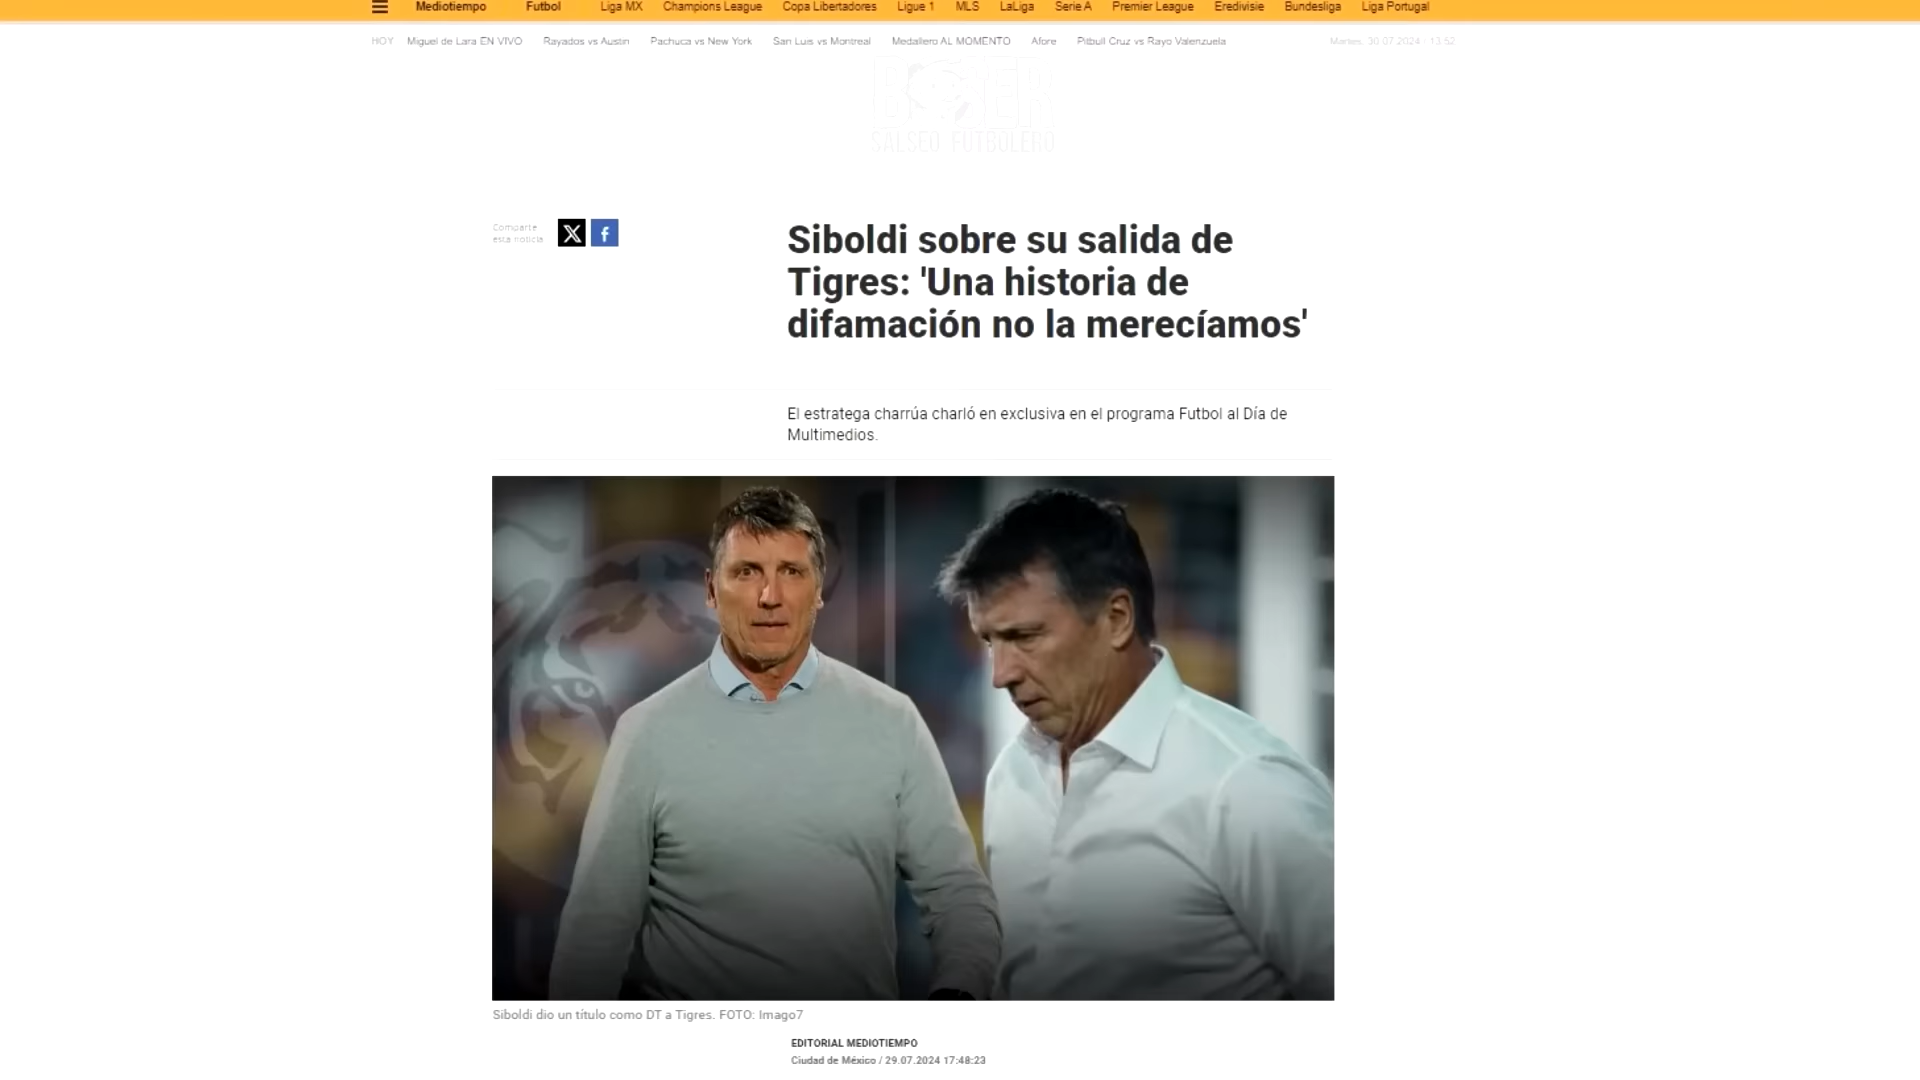 Mediotiempo Futbol Liga MX Champions League Copa Libertadores Ligue 1 MLS LaLiga Serie A Premier League Eredivisie Bundesliga Liga Portugal
HOY Miguel de Lara EN VIVO Rayados vs Austin Pachuca vs New York San Luis vs Montreal Medallero AL MOMENTO Afore Pitbull Cruz vs Rayo Valenzuela Martes, 30.07.2024 / 13:52
SALSEO FUTBOLERO
Comparte
esta noticia
Siboldi sobre su salida de
Tigres: 'Una historia de
difamación no la merecíamos'
El estratega charrúa charló en exclusiva en el programa Futbol al Día de
Multimedios.
Siboldi dio un título como DT a Tigres. FOTO: Imago7
EDITORIAL MEDIOTIEMPO
Ciudad de México / 29.07.2024 17:48:23